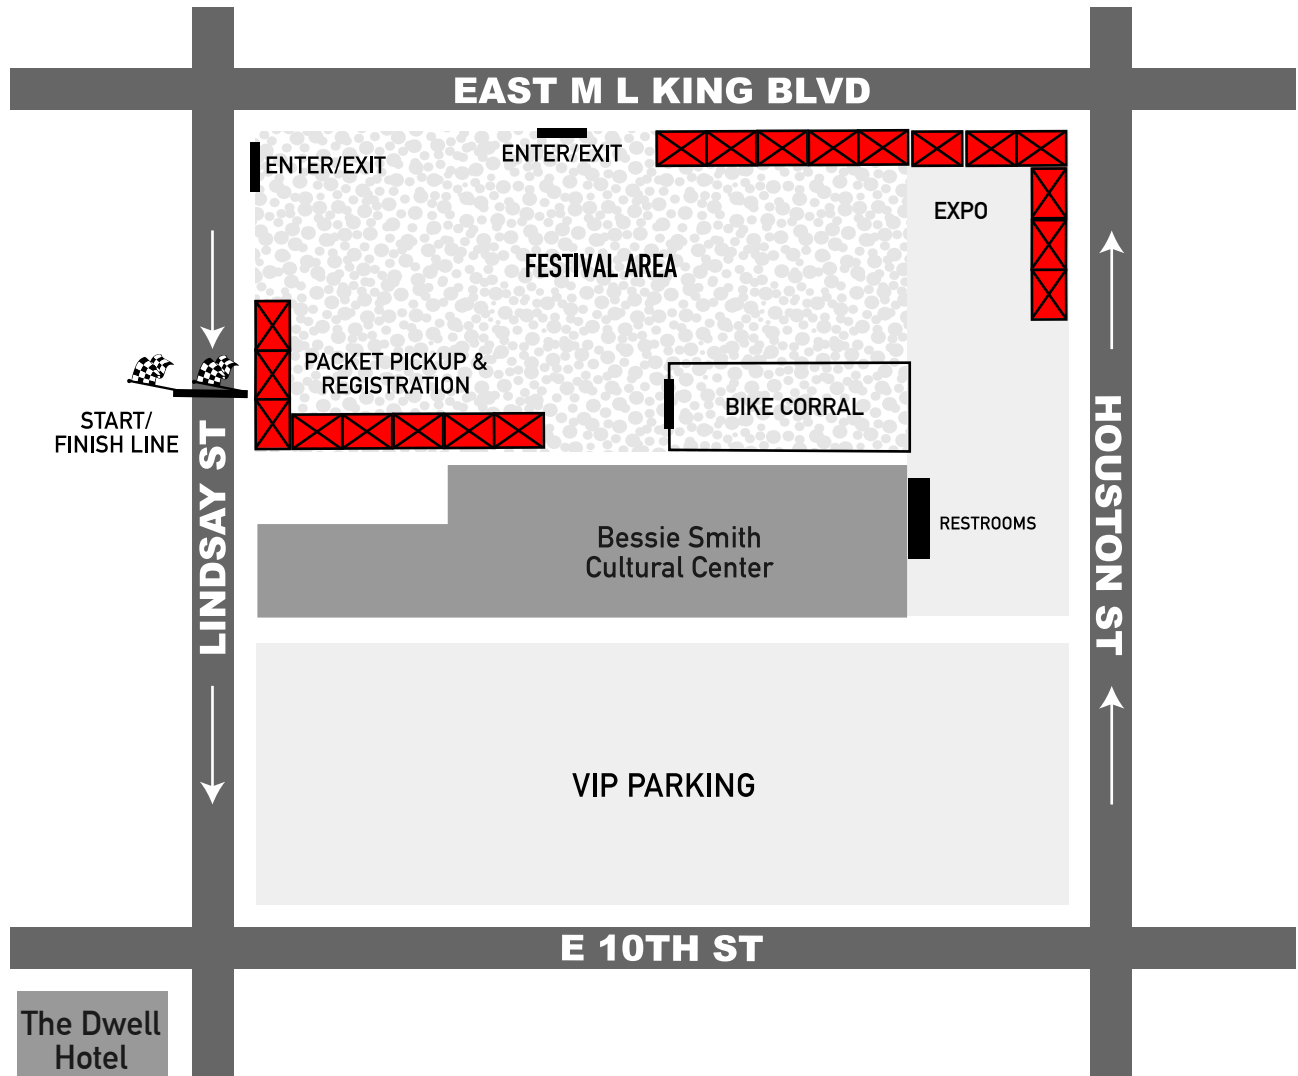 EAST M L KING BLVD
ENTER/EXIT
ENTER/EXIT
EXPO
FESTIVAL AREA
PACKET PICKUP &
REGISTRATION
BIKE CORRAL
START/
FINISH LINE
LINDSAY ST
HOUSTON ST
RESTROOMS
Bessie Smith
Cultural Center
VIP PARKING
E 10TH ST
The Dwell
Hotel